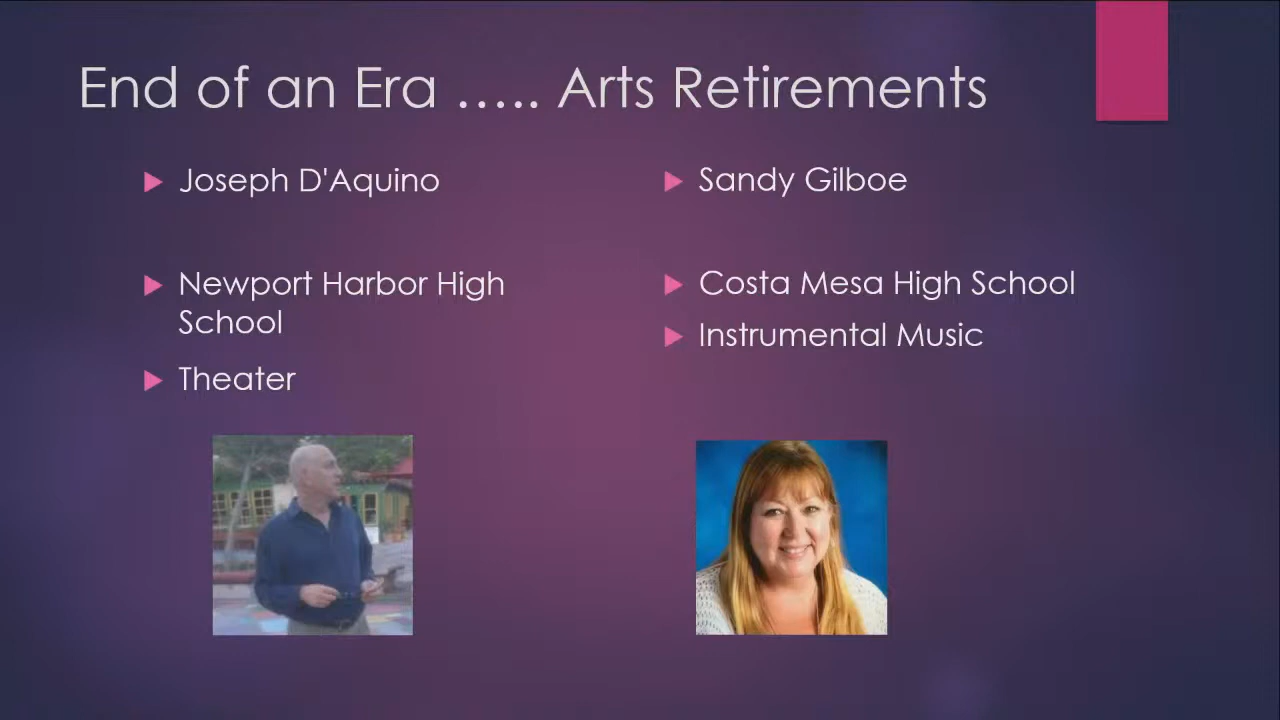 End of an Era ….. Arts Retirements
Joseph D'Aquino
Newport Harbor High
School
Theater
Sandy Gilboe
Costa Mesa High School
Instrumental Music